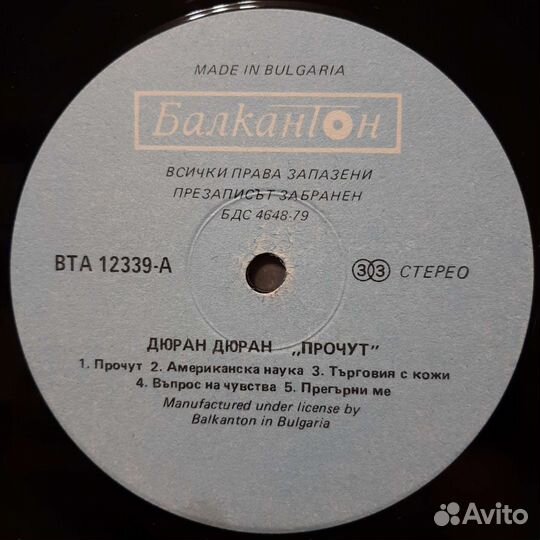 MADE IN BULGARIA
Балкантон
ВСИЧКИ ПРАВА ЗАПАЗЕНИ
ПРЕЗАПИСЪТ ЗАБРАНЕН
БДС 4648-79
ВТА 12339-А
33 СТЕРЕО
ДЮРАН ДЮРАН „ПРОЧУТ"
1. Прочут 2. Американска наука 3. Търговия с кожи
4. Въпрос на чувства 5. Прегърни ме
Manufactured under license by
Balkanton in Bulgaria
Avito